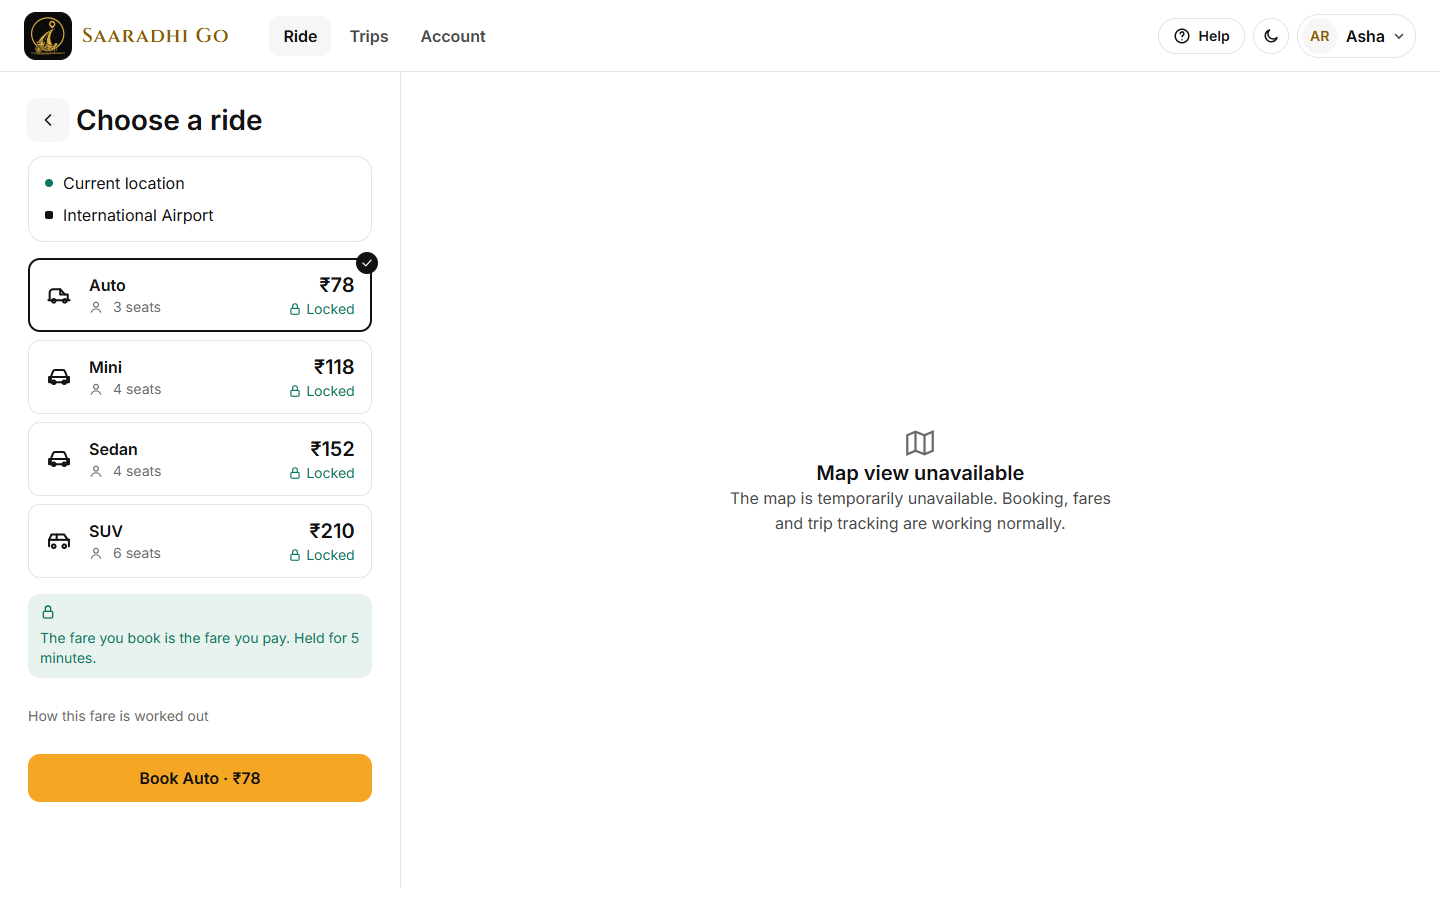 Saaradhi Go
Ride
Trips
Account
Help
AR
Asha
Choose a ride
Current location
International Airport
Auto
₹78
3 seats
Locked
Mini
₹118
4 seats
Locked
Sedan
₹152
4 seats
Locked
SUV
₹210
6 seats
Locked
The fare you book is the fare you pay. Held for 5
minutes.
How this fare is worked out
Book Auto · ₹78
Map view unavailable
The map is temporarily unavailable. Booking, fares
and trip tracking are working normally.